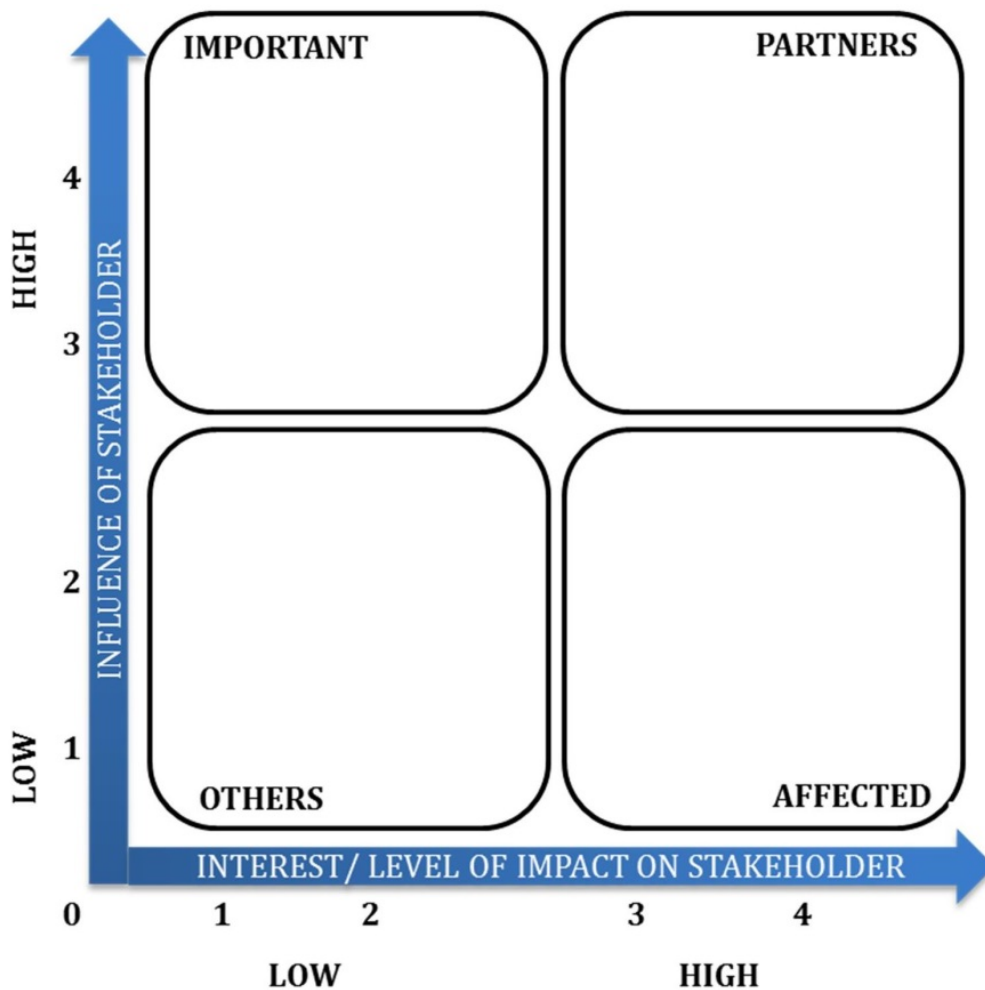 IMPORTANT
PARTNERS
4
HIGH
3
INFLUENCE OF STAKEHOLDER
2
LOW
1
OTHERS
AFFECTED
INTEREST/ LEVEL OF IMPACT ON STAKEHOLDER
0
1
2
3
4
LOW
HIGH